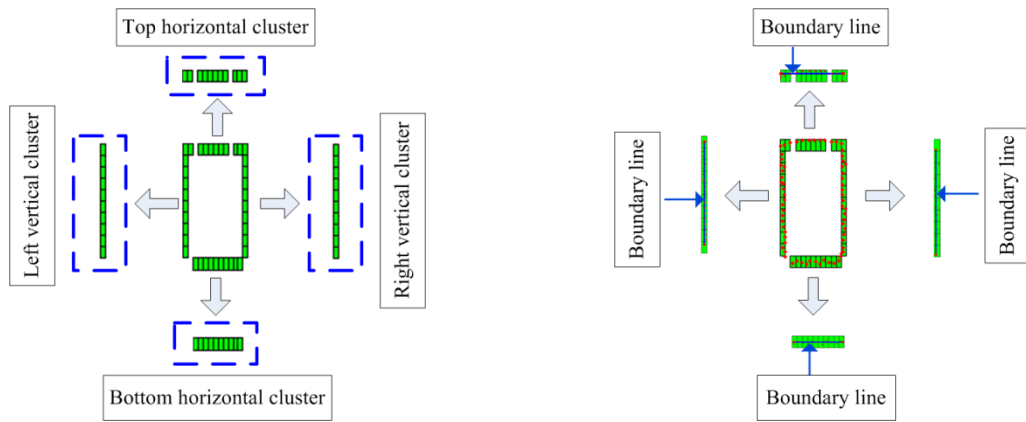 Top horizontal cluster
Left vertical cluster
Right vertical cluster
Bottom horizontal cluster
Boundary line
Boundary line
Boundary line
Boundary line